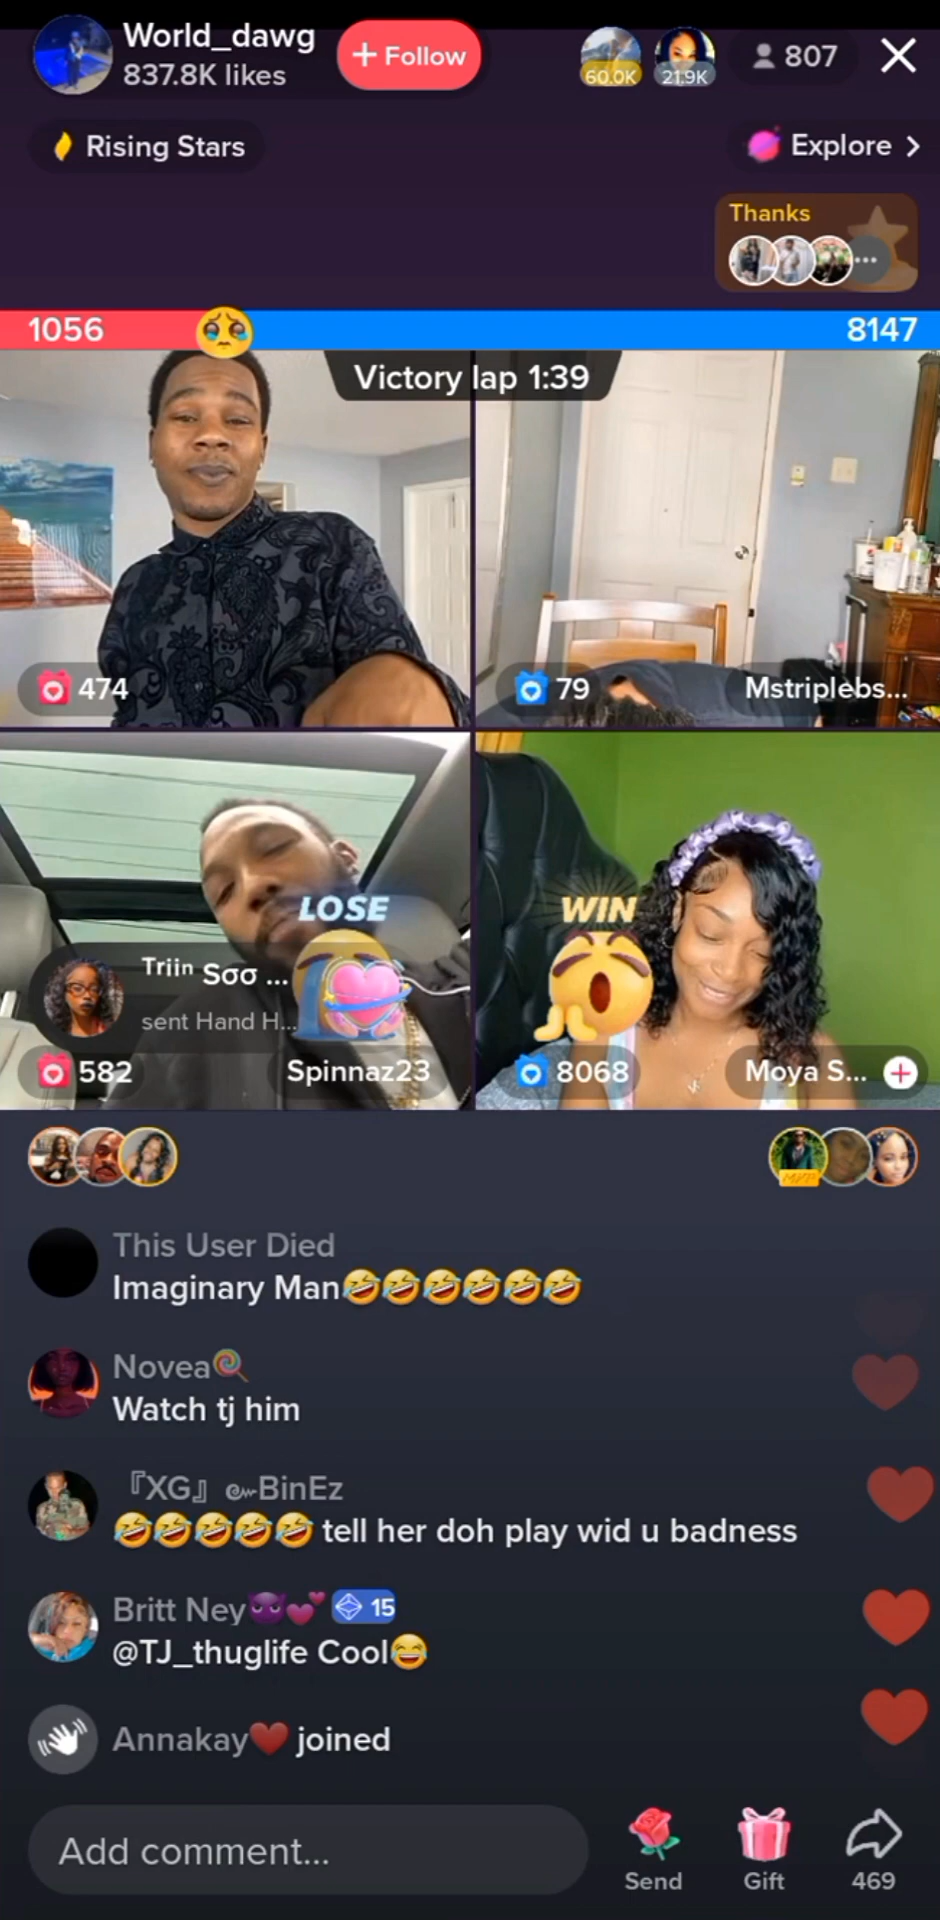 World_dawg
837.8K likes
+ Follow
60.0K
21.9K
807
Rising Stars
Explore
Thanks
1056
8147
Victory lap 1:39
474
79
Mstriplebs...
LOSE
WIN
Triin Sσσ ...
sent Hand H...
582
Spinnaz23
8068
Moya S...
MVP
This User Died
Imaginary Man🤣🤣🤣🤣🤣🤣
Novea🍭
Watch tj him
『XG』๛BinEz
🤣🤣🤣🤣🤣 tell her doh play wid u badness
Britt Ney😈💕 15
@TJ_thuglife Cool😂
Annakay❤️ joined
Add comment...
Send
Gift
469